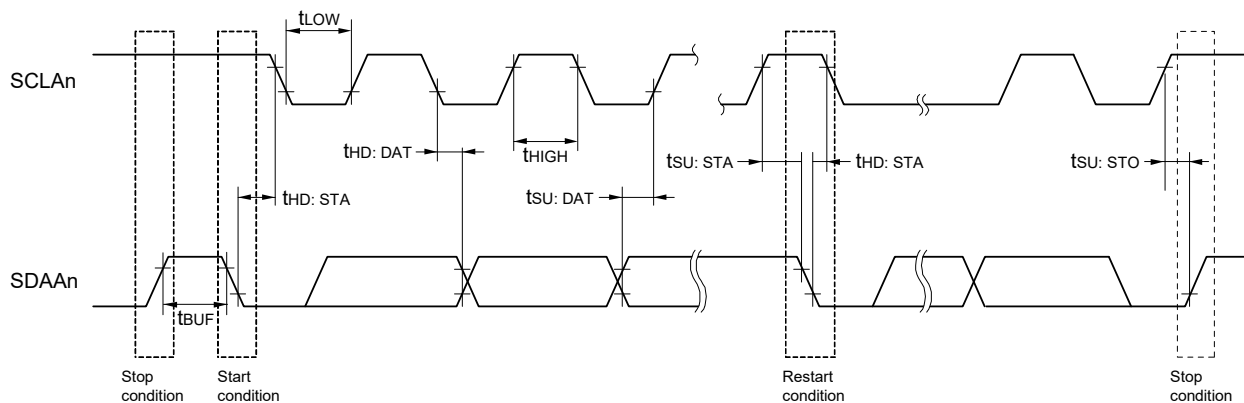 tLOW
SCLAn
tHD: DAT
tHIGH
tSU: STA
tHD: STA
tSU: STO
tHD: STA
tSU: DAT
SDAAn
tBUF
Stop
condition
Start
condition
Restart
condition
Stop
condition